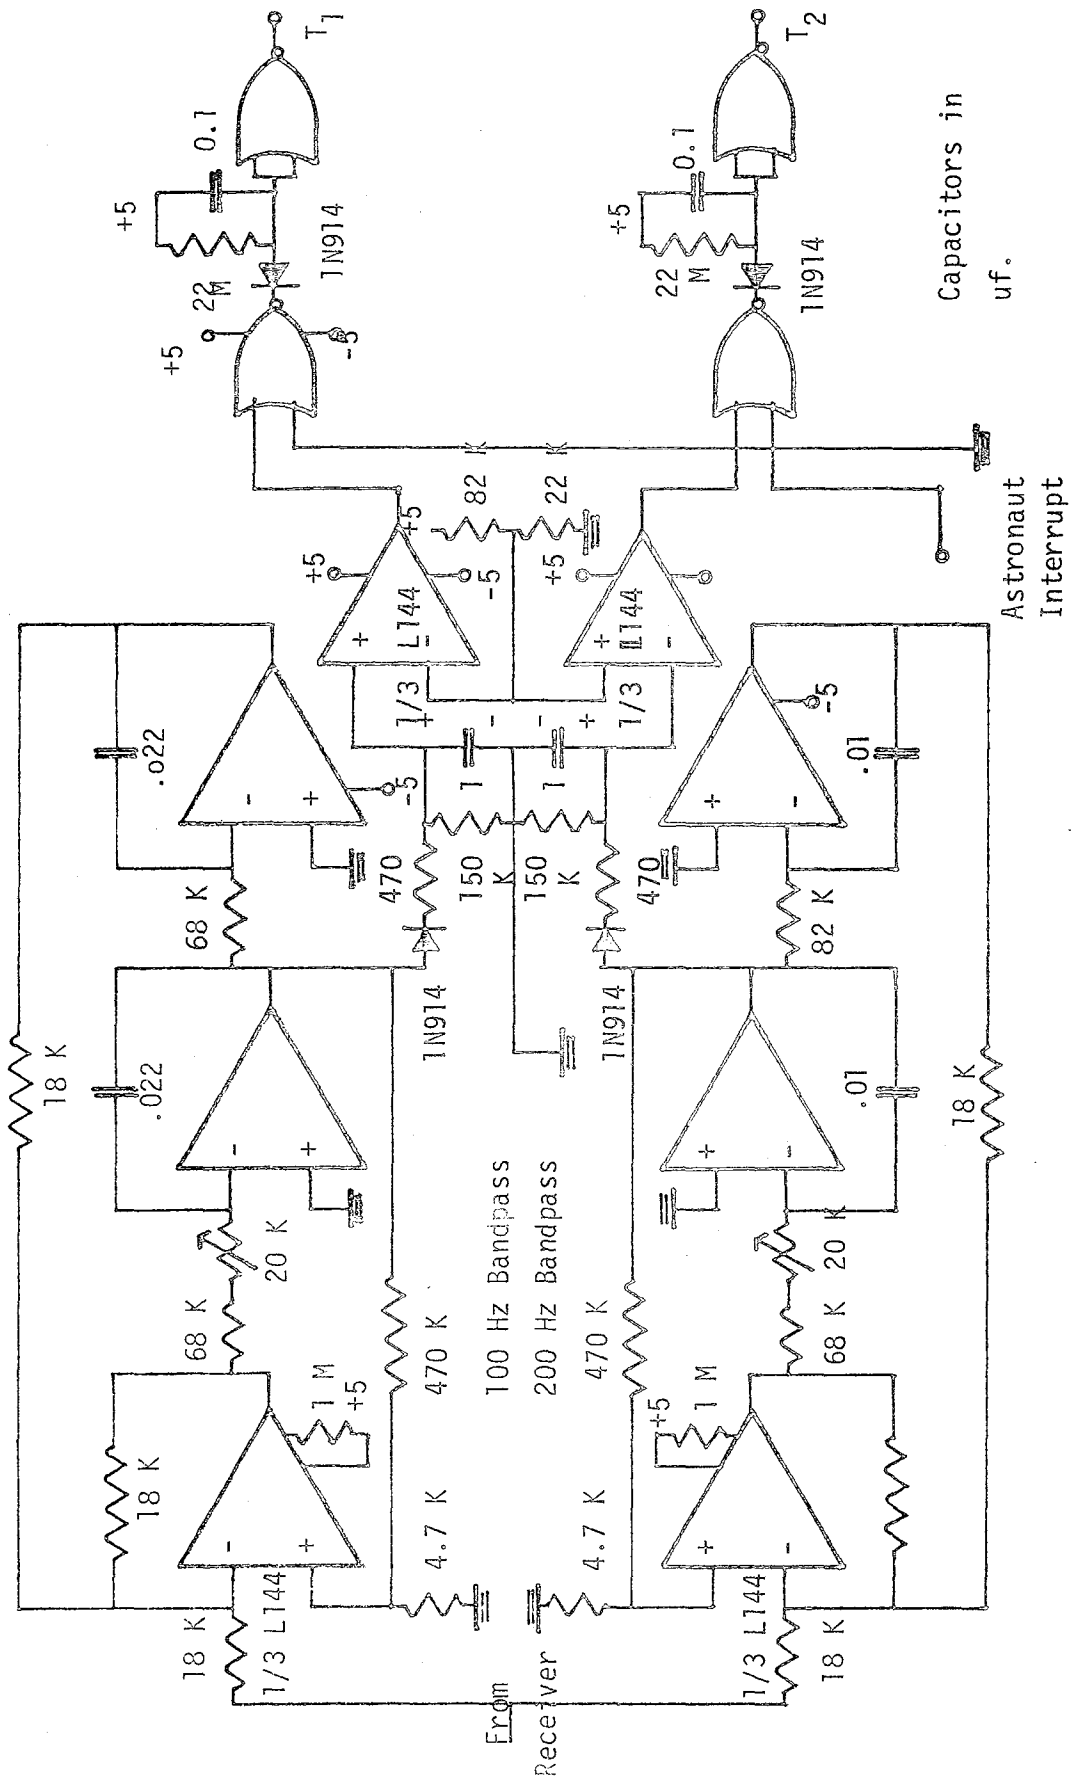 18 K
.022
.022
18 K
68 K
20 K
68 K
-
+
-
+
-
+
-5
18 K
1/3 L144
4.7 K
1 M
+5
470 K
1N914
470
150
K
1
+
-
1/3
+
-
L144
+5
-5
+5
82
K
22
K
+5
+5
-5
22
M
1N914
0.1
T1
From
Receiver
100 Hz Bandpass
200 Hz Bandpass
4.7 K
470 K
+5
1 M
1N914
470
150
K
1
-
+
1/3
+
-
L144
+5
+5
22
M
1N914
0.1
T2
+
-
+
-
+
-
-5
1/3 L144
18 K
68 K
20 K
82 K
.01
.01
18 K
Astronaut
Interrupt
Capacitors in
uf.